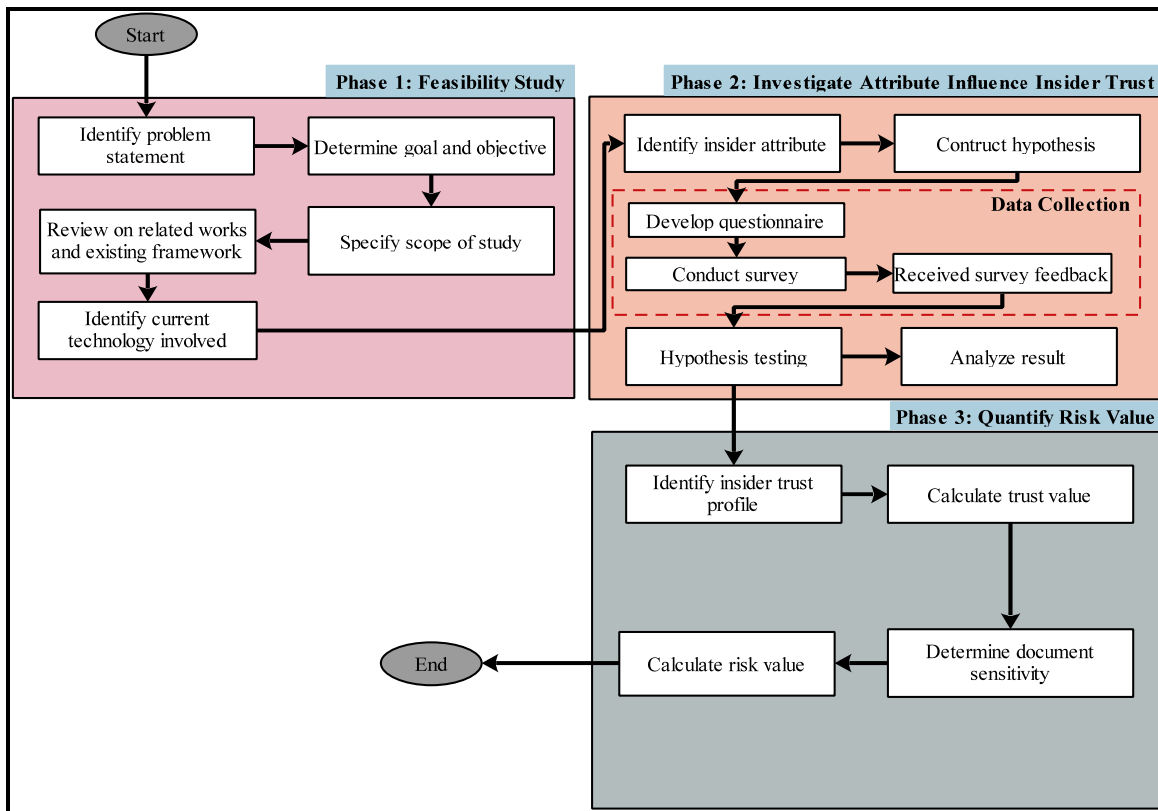 Start
Phase 1: Feasibility Study
Identify problem
statement
Determine goal and objective
Specify scope of study
Review on related works
and existing framework
Identify current
technology involved
Phase 2: Investigate Attribute Influence Insider Trust
Identify insider attribute
Contruct hypothesis
Data Collection
Develop questionnaire
Conduct survey
Received survey feedback
Hypothesis testing
Analyze result
Phase 3: Quantify Risk Value
Identify insider trust
profile
Calculate trust value
Determine document
sensitivity
Calculate risk value
End